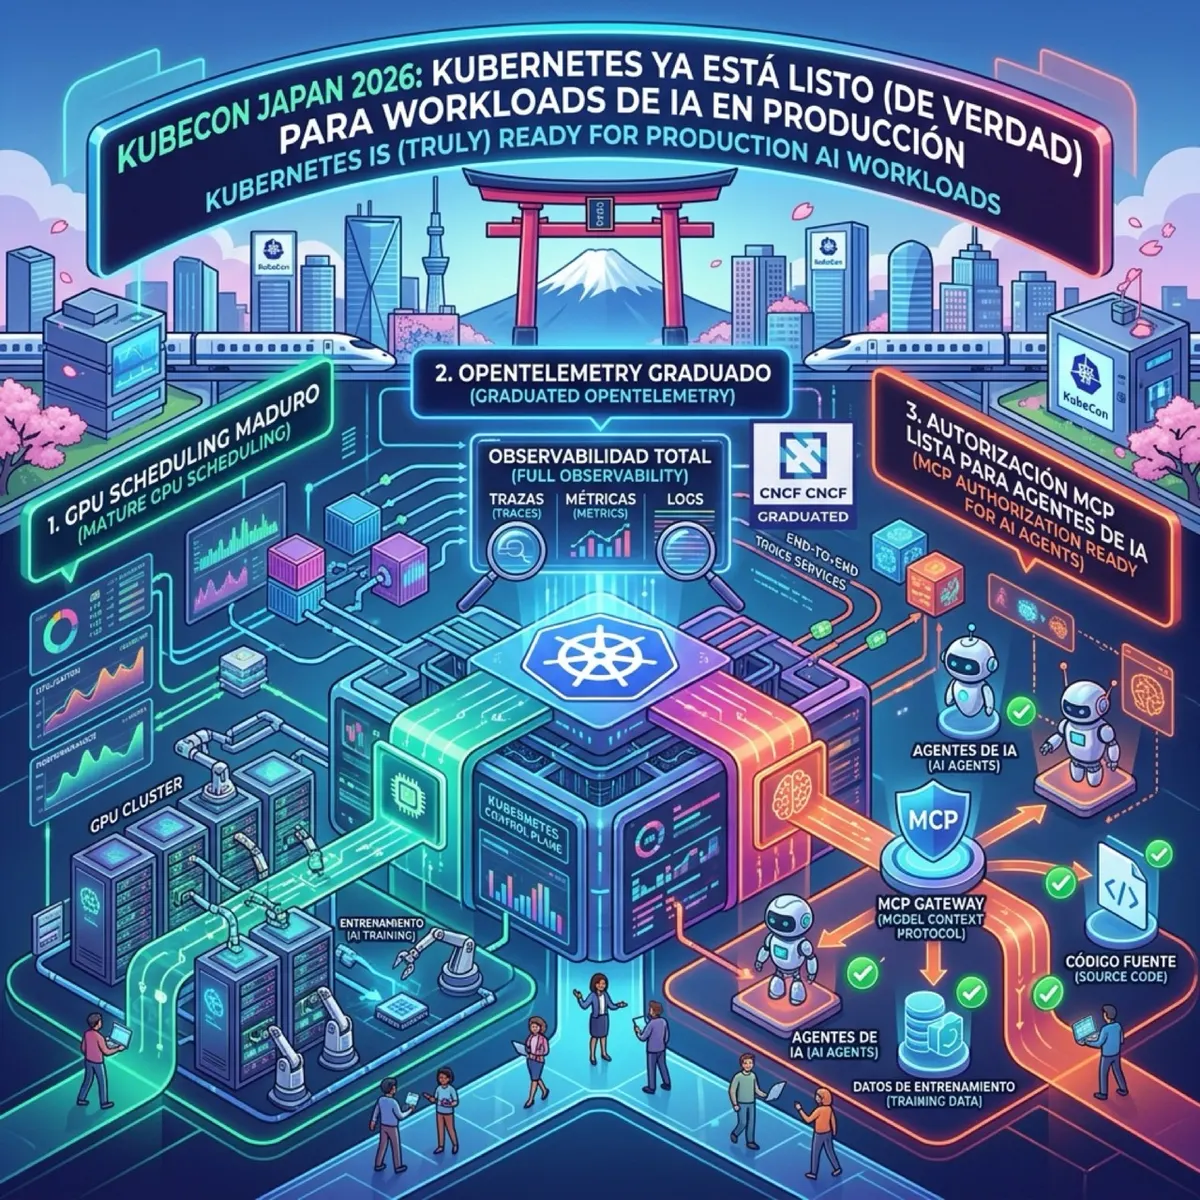 KUBECON JAPAN 2026: KUBERNETES YA ESTÁ LISTO (DE VERDAD)
PARA WORKLOADS DE IA EN PRODUCCIÓN
KUBERNETES IS (TRULY) READY FOR PRODUCTION AI WORKLOADS
KubeCon
2. OPENTELEMETRY GRADUADO
(GRADUATED OPENTELEMETRY)
1. GPU SCHEDULING MADURO
(MATURE GPU SCHEDULING)
3. AUTORIZACIÓN MCP
LISTA PARA AGENTES DE IA
(MCP AUTHORIZATION READY
FOR AI AGENTS)
OBSERVABILIDAD TOTAL
(FULL OBSERVABILITY)
TRAZAS
(TRACES)
MÉTRICAS
(METRICS)
LOGS
CNCF CNCF
GRADUATED
END-TO-END
SERVICES
GPU CLUSTER
ENTRENAMIENTO
(AI TRAINING)
CONTROL PLANE
AGENTES DE IA
(AI AGENTS)
MCP
MCP GATEWAY
(MODEL CONTEXT
PROTOCOL)
</>
CÓDIGO FUENTE
(SOURCE CODE)
AGENTES DE
IA (AI AGENTS)
DATOS DE ENTRENAMIENTO
(TRAINING DATA)